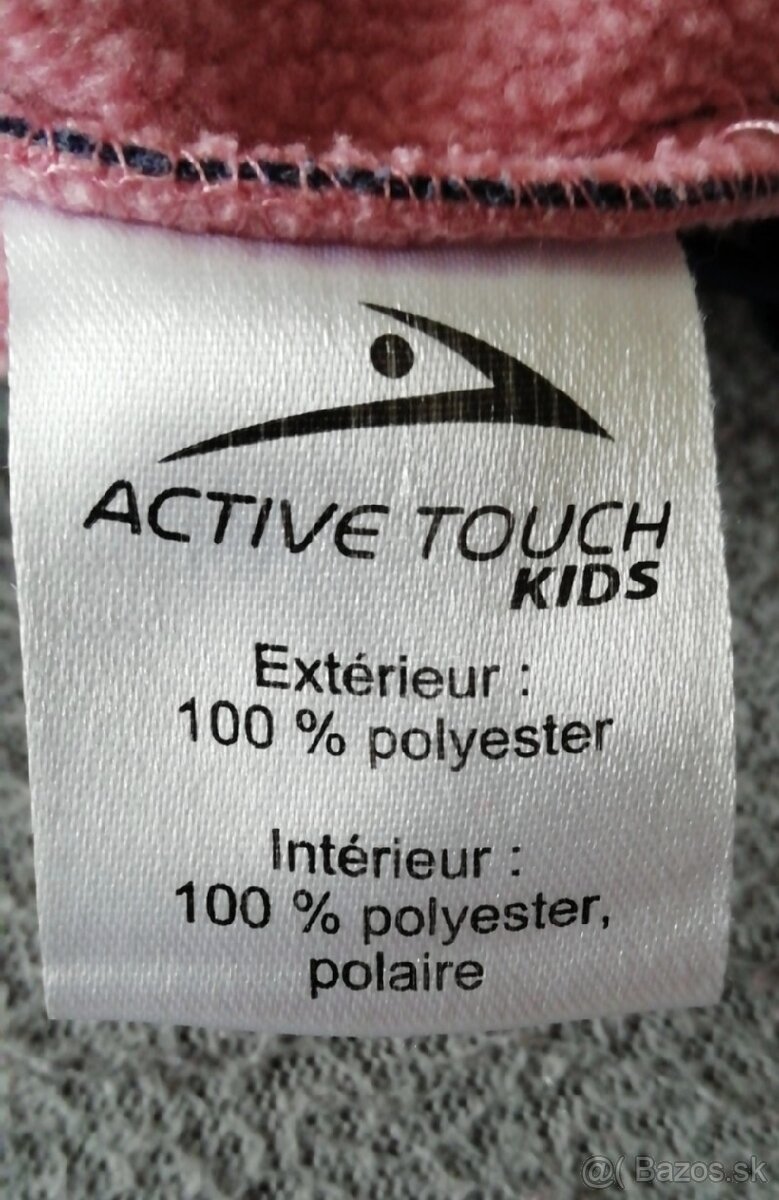 ACTIVE TOUCH
KIDS
Extérieur :
100 % polyester
Intérieur :
100 % polyester,
polaire
@( Bazos.sk